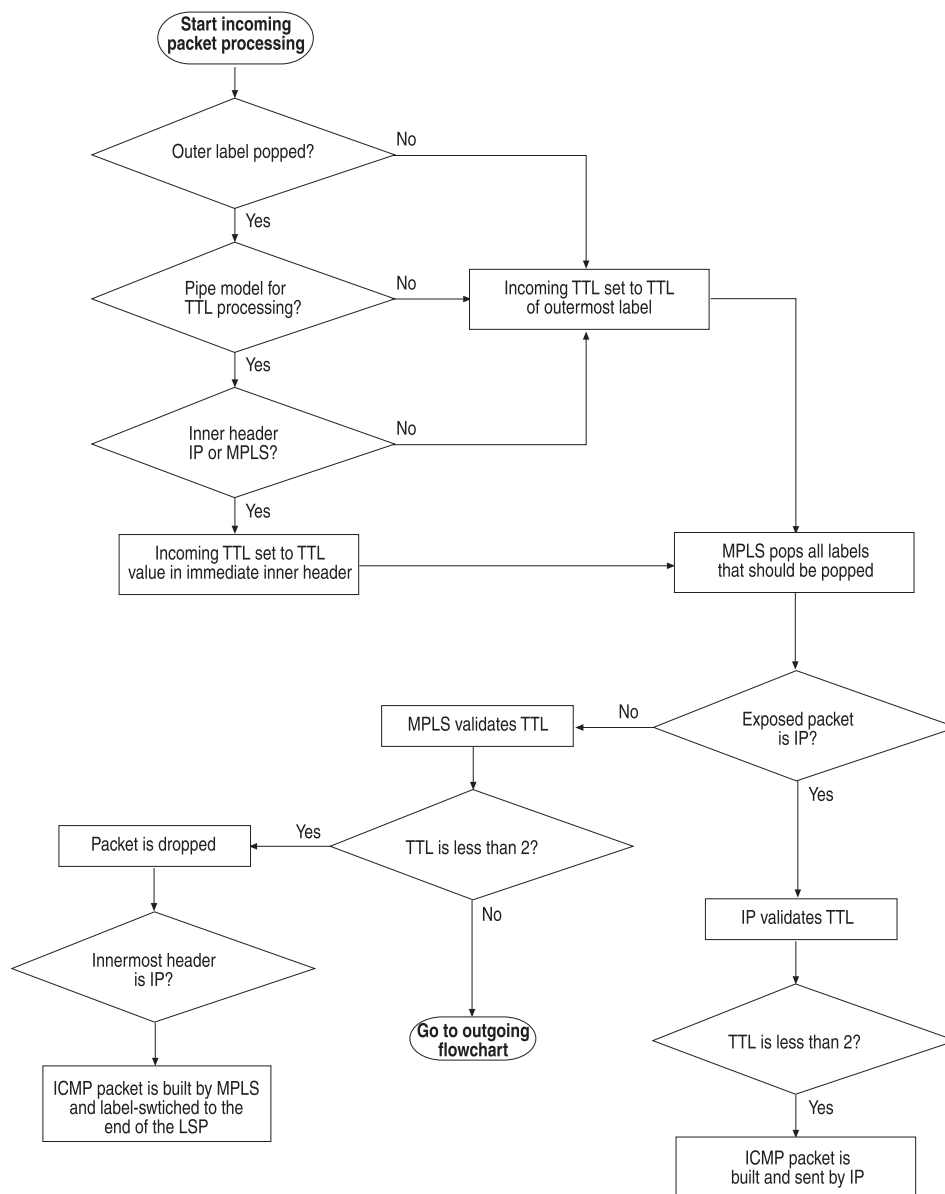 Start incoming
packet processing
Outer label popped?
No
Yes
Pipe model for
TTL processing?
No
Incoming TTL set to TTL
of outermost label
Yes
Inner header
IP or MPLS?
No
Yes
Incoming TTL set to TTL
value in immediate inner header
MPLS pops all labels
that should be popped
Exposed packet
is IP?
No
MPLS validates TTL
Yes
TTL is less than 2?
Yes
Packet is dropped
No
IP validates TTL
Innermost header
is IP?
Go to outgoing
flowchart
TTL is less than 2?
ICMP packet is built by MPLS
and label-swtiched to the
end of the LSP
Yes
ICMP packet is
built and sent by IP